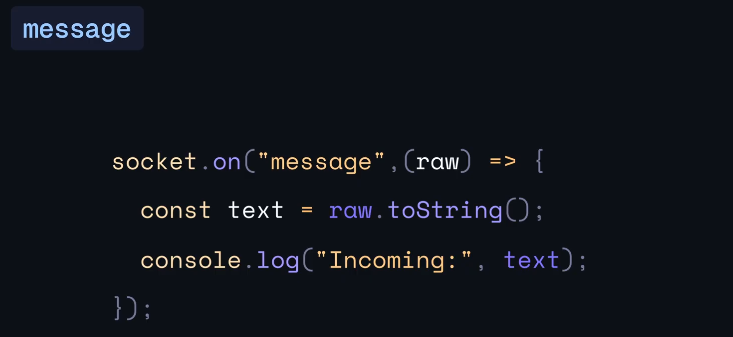 message
socket.on("message",(raw) => {
const text = raw.toString();
console.log("Incoming:", text);
});